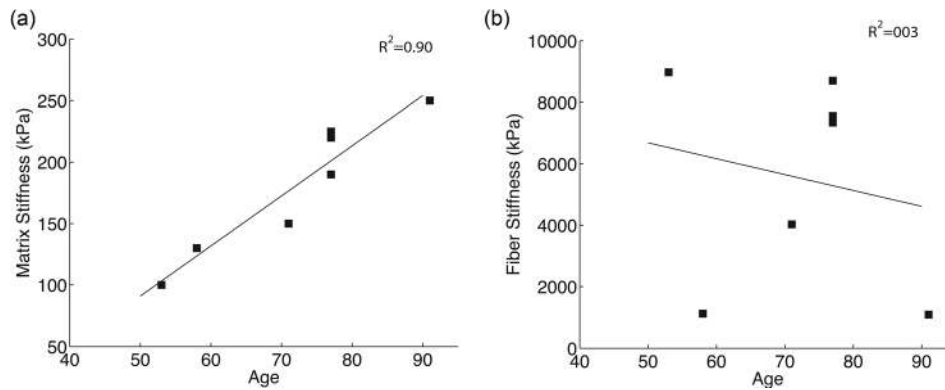 (a)
R²=0.90
300
250
200
150
100
50
Matrix Stiffness (kPa)
40 50 60 70 80 90
Age
(b)
R²=003
10000
8000
6000
4000
2000
0
Fiber Stiffness (kPa)
40 50 60 70 80 90
Age